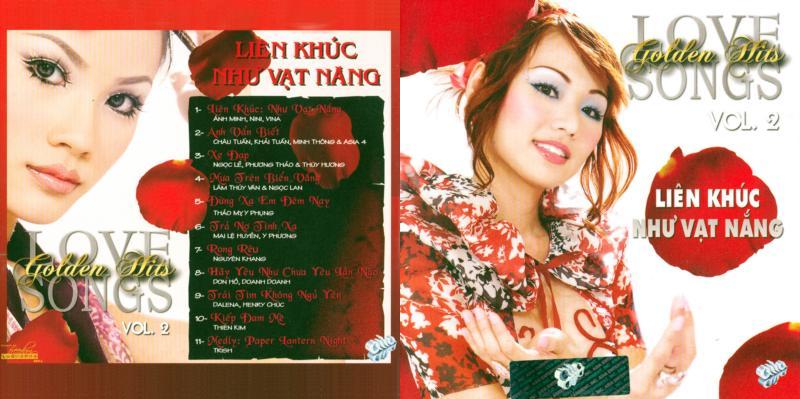 LIÊN KHÚC
NHƯ VẠT NẮNG
1- Liên Khúc: Như Vạt Nắng
ÁNH MINH, NINI, VINA
2- Anh Vẫn Biết
CHÂU TUẤN, KHẢI TUẤN, MINH THÔNG & ASIA 4
3- Xe Đạp
NGỌC LỄ, PHƯƠNG THẢO & THÙY HƯƠNG
4- Mưa Trên Biển Vắng
LÂM THÚY VÂN & NGỌC LAN
5- Đừng Xa Em Đêm Nay
THẢO MY, Y PHỤNG
6- Trả Nợ Tình Xa
MAI LỆ HUYỀN, Y PHƯƠNG
7- Rong Rêu
NGUYÊN KHANG
8- Hãy Yêu Như Chưa Yêu Lần Nào
DON HỒ, DOANH DOANH
9- Trái Tim Không Ngủ Yên
DALENA, HENRY CHÚC
10- Kiếp Đam Mê
THIÊN KIM
11- Medly: Paper Lantern Night
TRISH
LOVE
Golden Hits
SONGS
VOL. 2
LOVE
Golden Hits
SONGS
VOL. 2
LIÊN KHÚC
NHƯ VẠT NẮNG